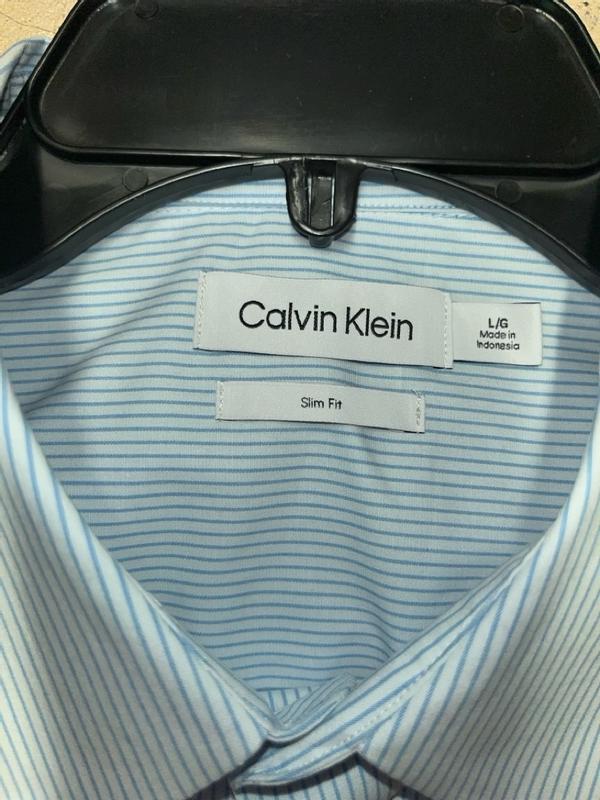 Calvin Klein
L/G
Made in
Indonesia
Slim Fit